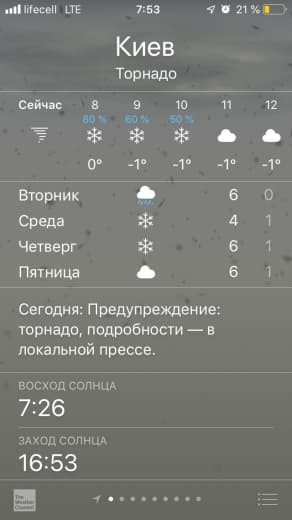 lifecell LTE 7:53 21 %
Киев
Торнадо
Сейчас 8 9 10 11 12
80 % 60 % 50 %
0° -1° -1° -1° -1°
Вторник 6 0
Среда 4 1
Четверг 6 1
Пятница 6 1
Сегодня: Предупреждение:
торнадо, подробности — в
локальной прессе.
ВОСХОД СОЛНЦА
7:26
ЗАХОД СОЛНЦА
16:53
The
Weather
Channel